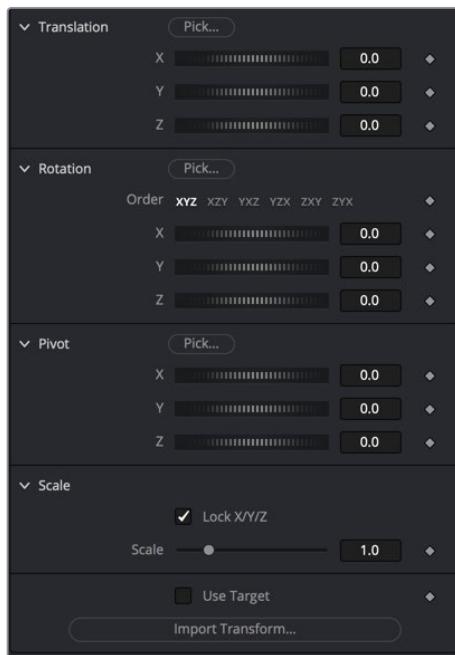 Translation Pick...
X 0.0
Y 0.0
Z 0.0
Rotation Pick...
Order XYZ XZY YXZ YZX ZXY ZYX
X 0.0
Y 0.0
Z 0.0
Pivot Pick...
X 0.0
Y 0.0
Z 0.0
Scale
Lock X/Y/Z
Scale 1.0
Use Target
Import Transform...